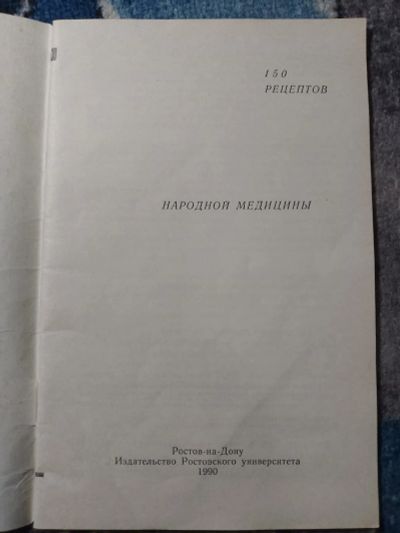 150
РЕЦЕПТОВ
НАРОДНОЙ МЕДИЦИНЫ
Ростов-на-Дону
Издательство Ростовского университета
1990